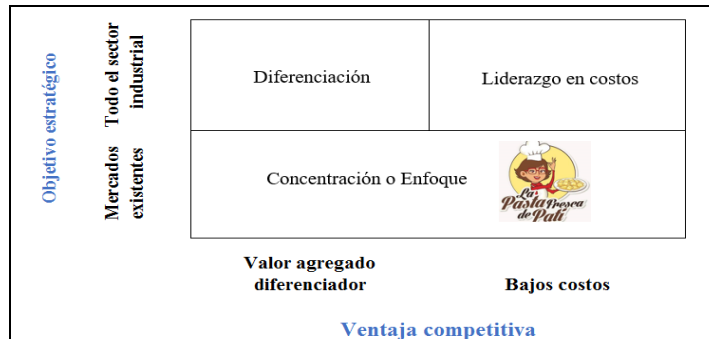 Objetivo estratégico
Todo el sector
industrial
Mercados
existentes
Diferenciación
Liderazgo en costos
Concentración o Enfoque
La
Pasta Fresca
de Pati
Valor agregado
diferenciador
Bajos costos
Ventaja competitiva